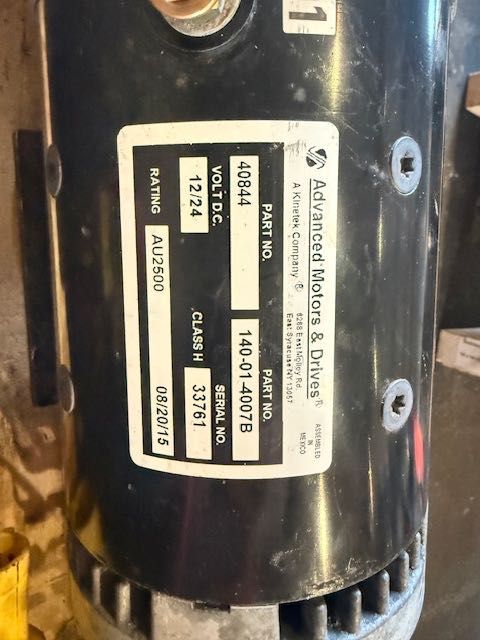 1
Advanced Motors & Drives®
A Kinetek Company ®
6268 East Molloy Rd.
East Syracuse NY 13057
ASSEMBLED
IN
MEXICO
PART NO. PART NO.
40844 140-01-4007B
VOLT D.C. SERIAL NO.
12/24 CLASS H 33761
RATING AU2500 08/20/15